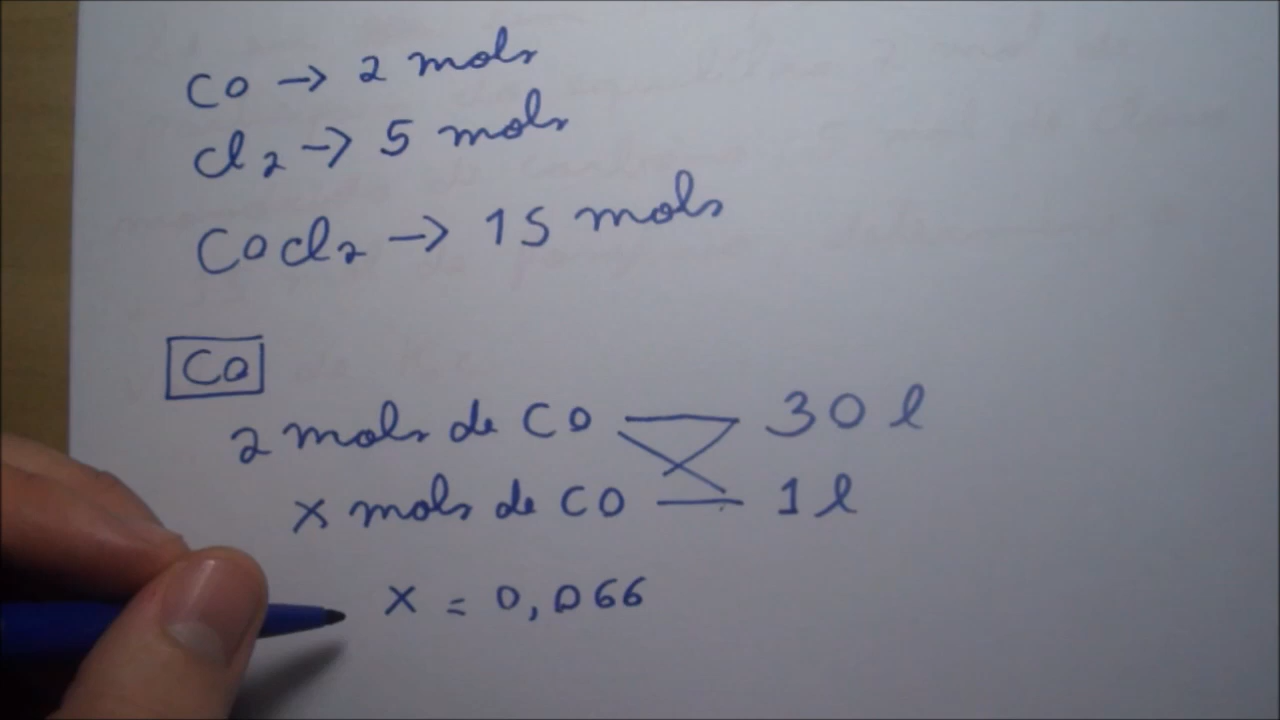 CO → 2 mols
Cl2 → 5 mols
COCl2 → 15 mols
CO
2 mols de CO 30 l
x mols de CO 1 l
x = 0,066